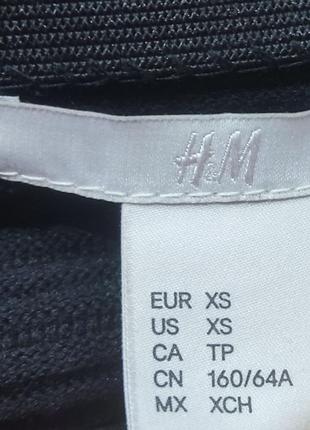 H&M
EUR XS
US XS
CA TP
CN 160/64A
MX XCH